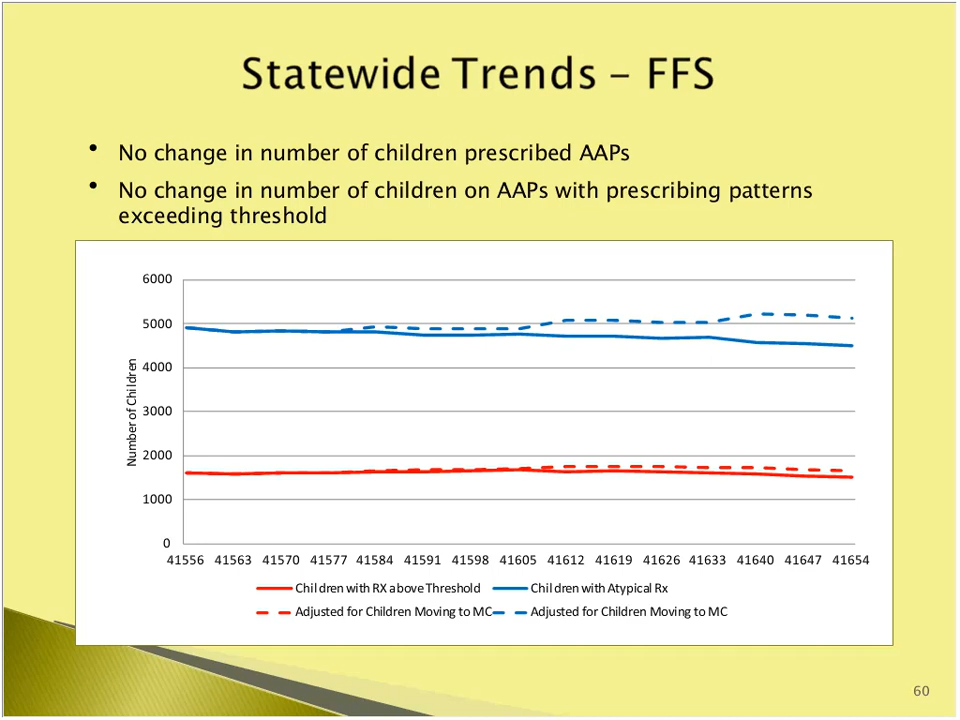 Statewide Trends – FFS
• No change in number of children prescribed AAPs
• No change in number of children on AAPs with prescribing patterns
exceeding threshold
6000
5000
4000
3000
2000
1000
0
Number of Children
41556 41563 41570 41577 41584 41591 41598 41605 41612 41619 41626 41633 41640 41647 41654
Children with RX above Threshold Children with Atypical Rx
Adjusted for Children Moving to MC Adjusted for Children Moving to MC
60